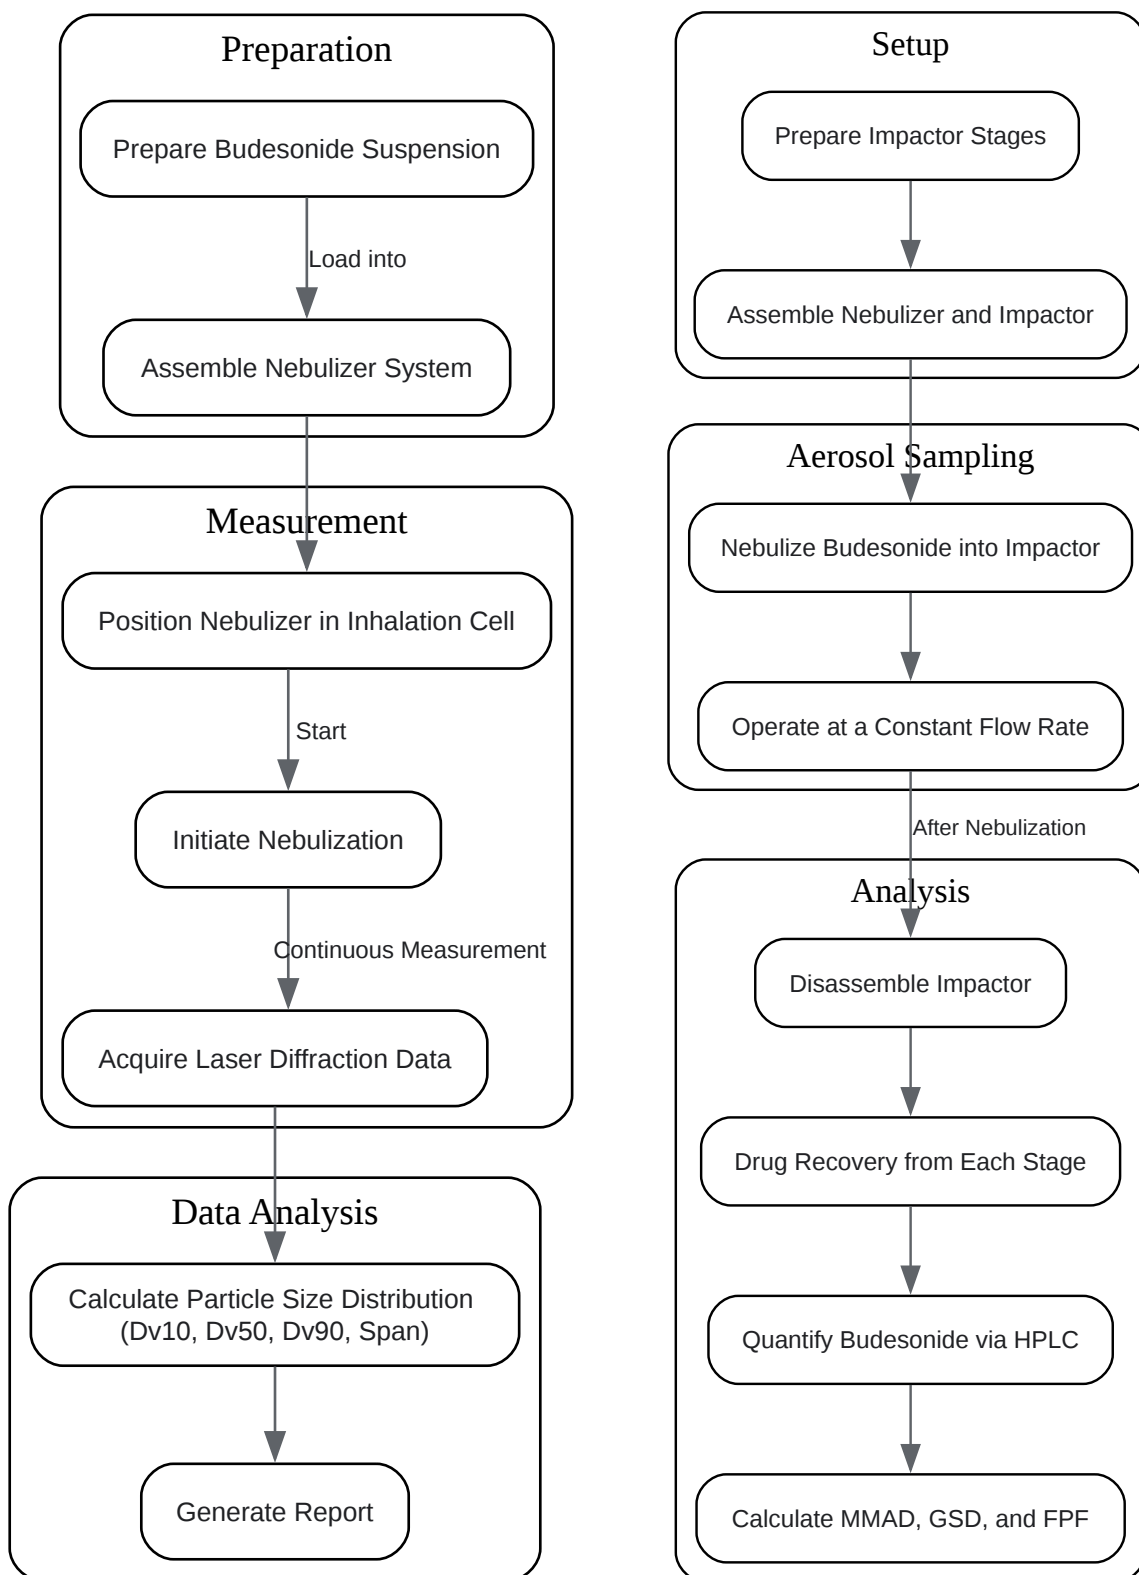 Preparation
Prepare Budesonide Suspension
Load into
Assemble Nebulizer System
Measurement
Position Nebulizer in Inhalation Cell
Start
Initiate Nebulization
Continuous Measurement
Acquire Laser Diffraction Data
Data Analysis
Calculate Particle Size Distribution
(Dv10, Dv50, Dv90, Span)
Generate Report
Setup
Prepare Impactor Stages
Assemble Nebulizer and Impactor
Aerosol Sampling
Nebulize Budesonide into Impactor
Operate at a Constant Flow Rate
After Nebulization
Analysis
Disassemble Impactor
Drug Recovery from Each Stage
Quantify Budesonide via HPLC
Calculate MMAD, GSD, and FPF